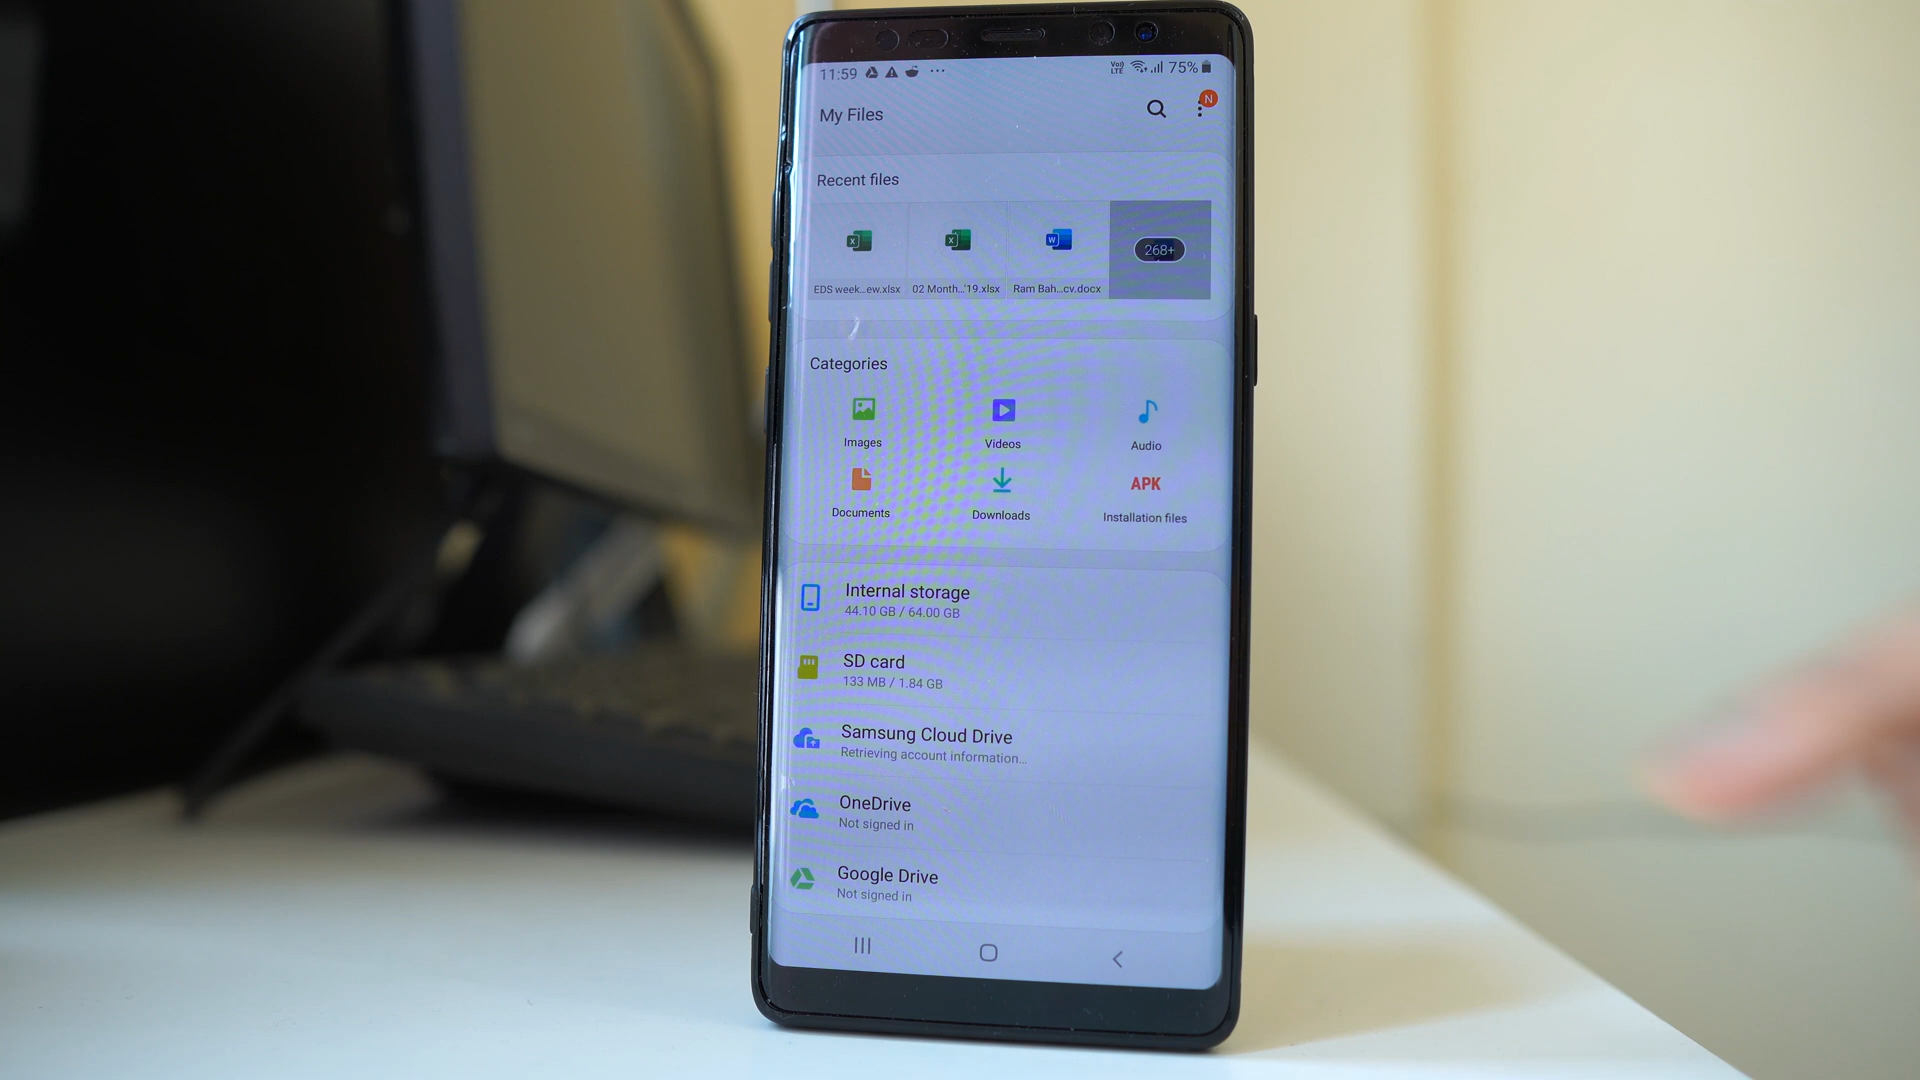 11:59 ... Vo)) LTE 75%
My Files N
Recent files
X X W 268+
EDS week...ew.xlsx 02 Month...'19.xlsx Ram Bah...cv.docx
Categories
Images Videos Audio
APK
Documents Downloads Installation files
Internal storage
44.10 GB / 64.00 GB
SD card
133 MB / 1.84 GB
Samsung Cloud Drive
Retrieving account information...
OneDrive
Not signed in
Google Drive
Not signed in